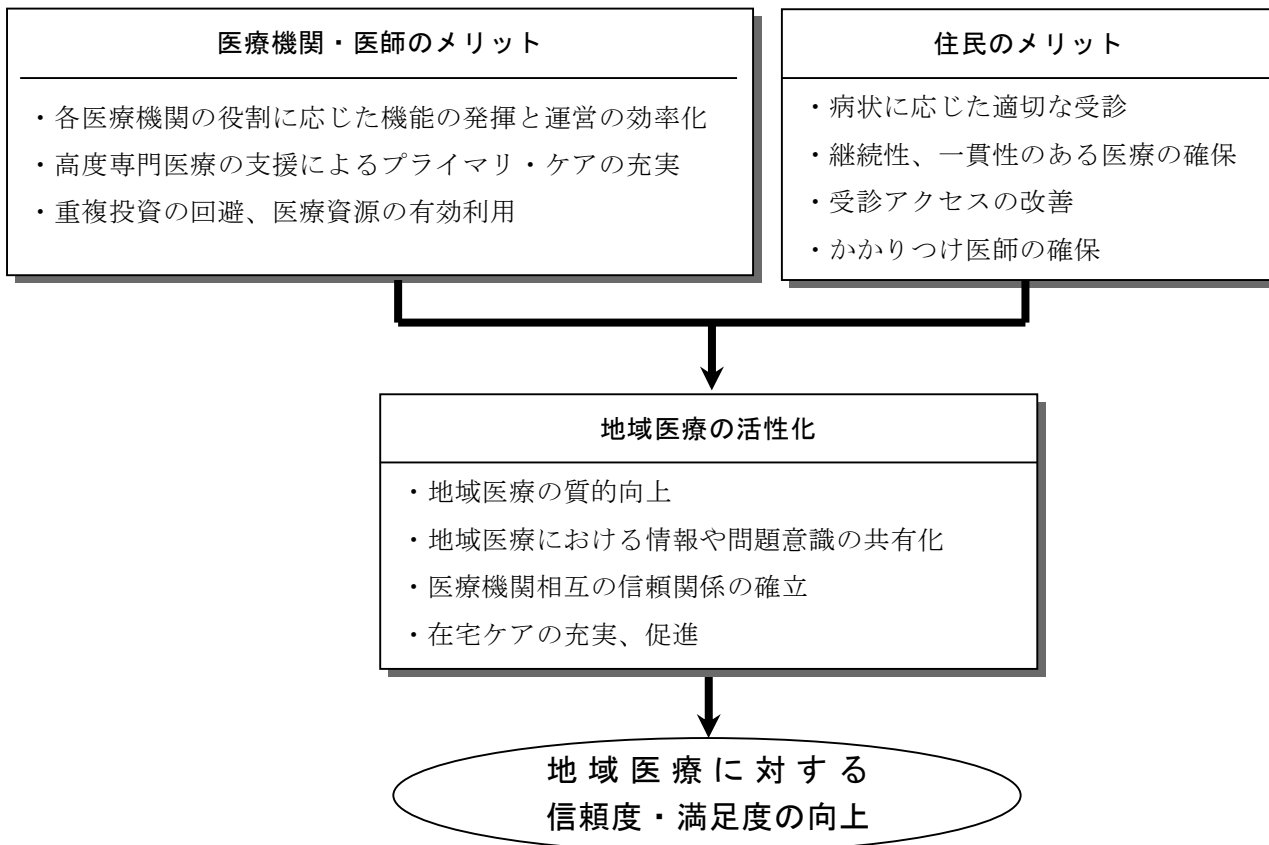 医療機関・医師のメリット
・各医療機関の役割に応じた機能の発揮と運営の効率化
・高度専門医療の支援によるプライマリ・ケアの充実
・重複投資の回避、医療資源の有効利用
住民のメリット
・病状に応じた適切な受診
・継続性、一貫性のある医療の確保
・受診アクセスの改善
・かかりつけ医師の確保
地域医療の活性化
・地域医療の質的向上
・地域医療における情報や問題意識の共有化
・医療機関相互の信頼関係の確立
・在宅ケアの充実、促進
地域医療に対する
信頼度・満足度の向上